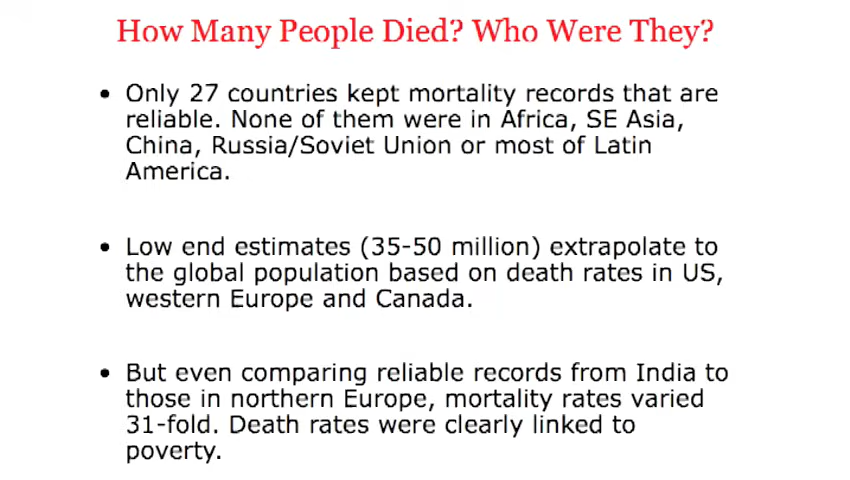 How Many People Died? Who Were They?
• Only 27 countries kept mortality records that are
reliable. None of them were in Africa, SE Asia,
China, Russia/Soviet Union or most of Latin
America.
• Low end estimates (35-50 million) extrapolate to
the global population based on death rates in US,
western Europe and Canada.
• But even comparing reliable records from India to
those in northern Europe, mortality rates varied
31-fold. Death rates were clearly linked to
poverty.